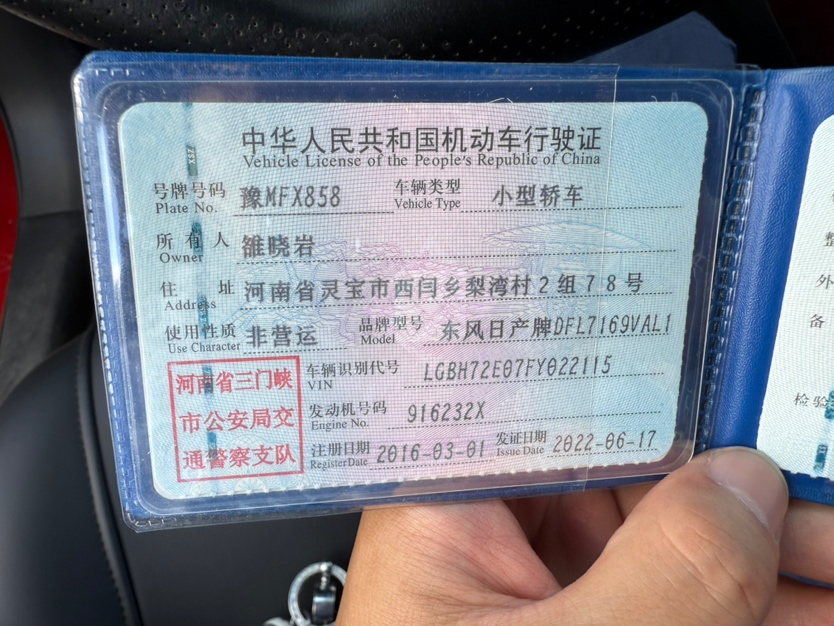 中华人民共和国机动车行驶证
Vehicle License of the People's Republic of China
号牌号码 豫MFX858 车辆类型 小型轿车
Plate No. Vehicle Type
所有人 雒晓岩
Owner
住址 河南省灵宝市西闫乡梨湾村2组78号
Address
使用性质 非营运 品牌型号 东风日产牌DFL7169VAL1
Use Character Model
河南省三门峡
市公安局交
通警察支队
车辆识别代号 LGBH72E07FY022115
VIN
发动机号码 916232X
Engine No.
注册日期 2016-03-01 发证日期 2022-06-17
Register Date Issue Date
整
外
备
检验